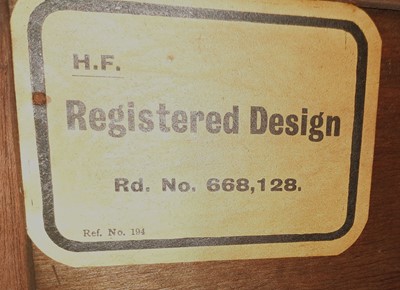 H.F.
Registered Design
Rd. No. 668,128.
Ref. No. 194